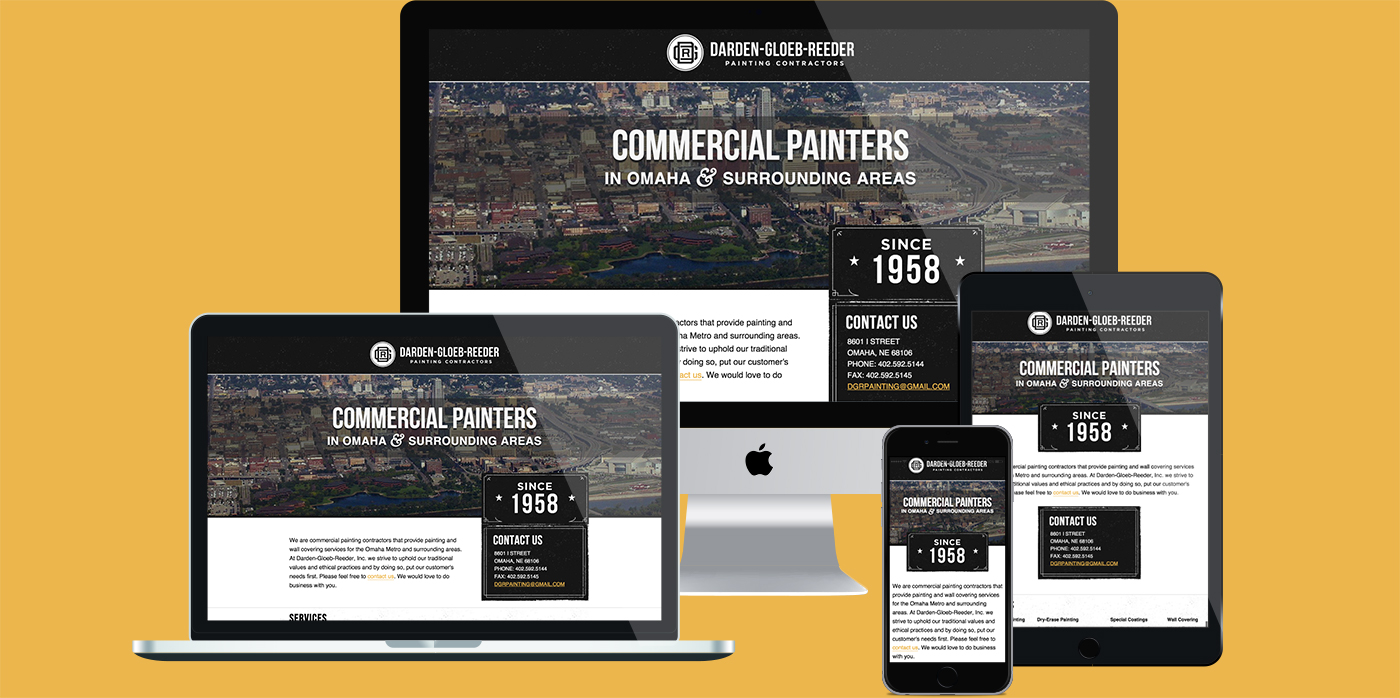 DARDEN-GLOEB-REEDER
PAINTING CONTRACTORS
COMMERCIAL PAINTERS
IN OMAHA & SURROUNDING AREAS
SINCE
1958
ctors that provide painting and
ha Metro and surrounding areas.
strive to uphold our traditional
doing so, put our customer's
act us. We would love to do
CONTACT US
8601 I STREET
OMAHA, NE 68106
PHONE: 402.592.5144
FAX: 402.592.5145
DGRPAINTING@GMAIL.COM
DARDEN-GLOEB-REEDER
PAINTING CONTRACTORS
COMMERCIAL PAINTERS
IN OMAHA & SURROUNDING AREAS
SINCE
1958
We are commercial painting contractors that provide painting and
wall covering services for the Omaha Metro and surrounding areas.
At Darden-Gloeb-Reeder, Inc. we strive to uphold our traditional
values and ethical practices and by doing so, put our customer's
needs first. Please feel free to contact us. We would love to do
business with you.
CONTACT US
8601 I STREET
OMAHA, NE 68106
PHONE: 402.592.5144
FAX: 402.592.5145
DGRPAINTING@GMAIL.COM
SERVICES
DARDEN-GLOEB-REEDER
PAINTING CONTRACTORS
COMMERCIAL PAINTERS
IN OMAHA & SURROUNDING AREAS
SINCE
1958
mercial painting contractors that provide painting and wall covering services
Metro and surrounding areas. At Darden-Gloeb-Reeder, Inc. we strive to
ditional values and ethical practices and by doing so, put our customer's
ease feel free to contact us. We would love to do business with you.
CONTACT US
8601 I STREET
OMAHA, NE 68106
PHONE: 402.592.5144
FAX: 402.592.5145
DGRPAINTING@GMAIL.COM
nting Dry-Erase Painting Special Coatings Wall Covering
DARDEN-GLOEB-REEDER
PAINTING CONTRACTORS
COMMERCIAL PAINTERS
IN OMAHA & SURROUNDING AREAS
SINCE
1958
We are commercial painting contractors that
provide painting and wall covering services
for the Omaha Metro and surrounding
areas. At Darden-Gloeb-Reeder, Inc. we
strive to uphold our traditional values and
ethical practices and by doing so, put our
customer's needs first. Please feel free to
contact us. We would love to do business
with you.